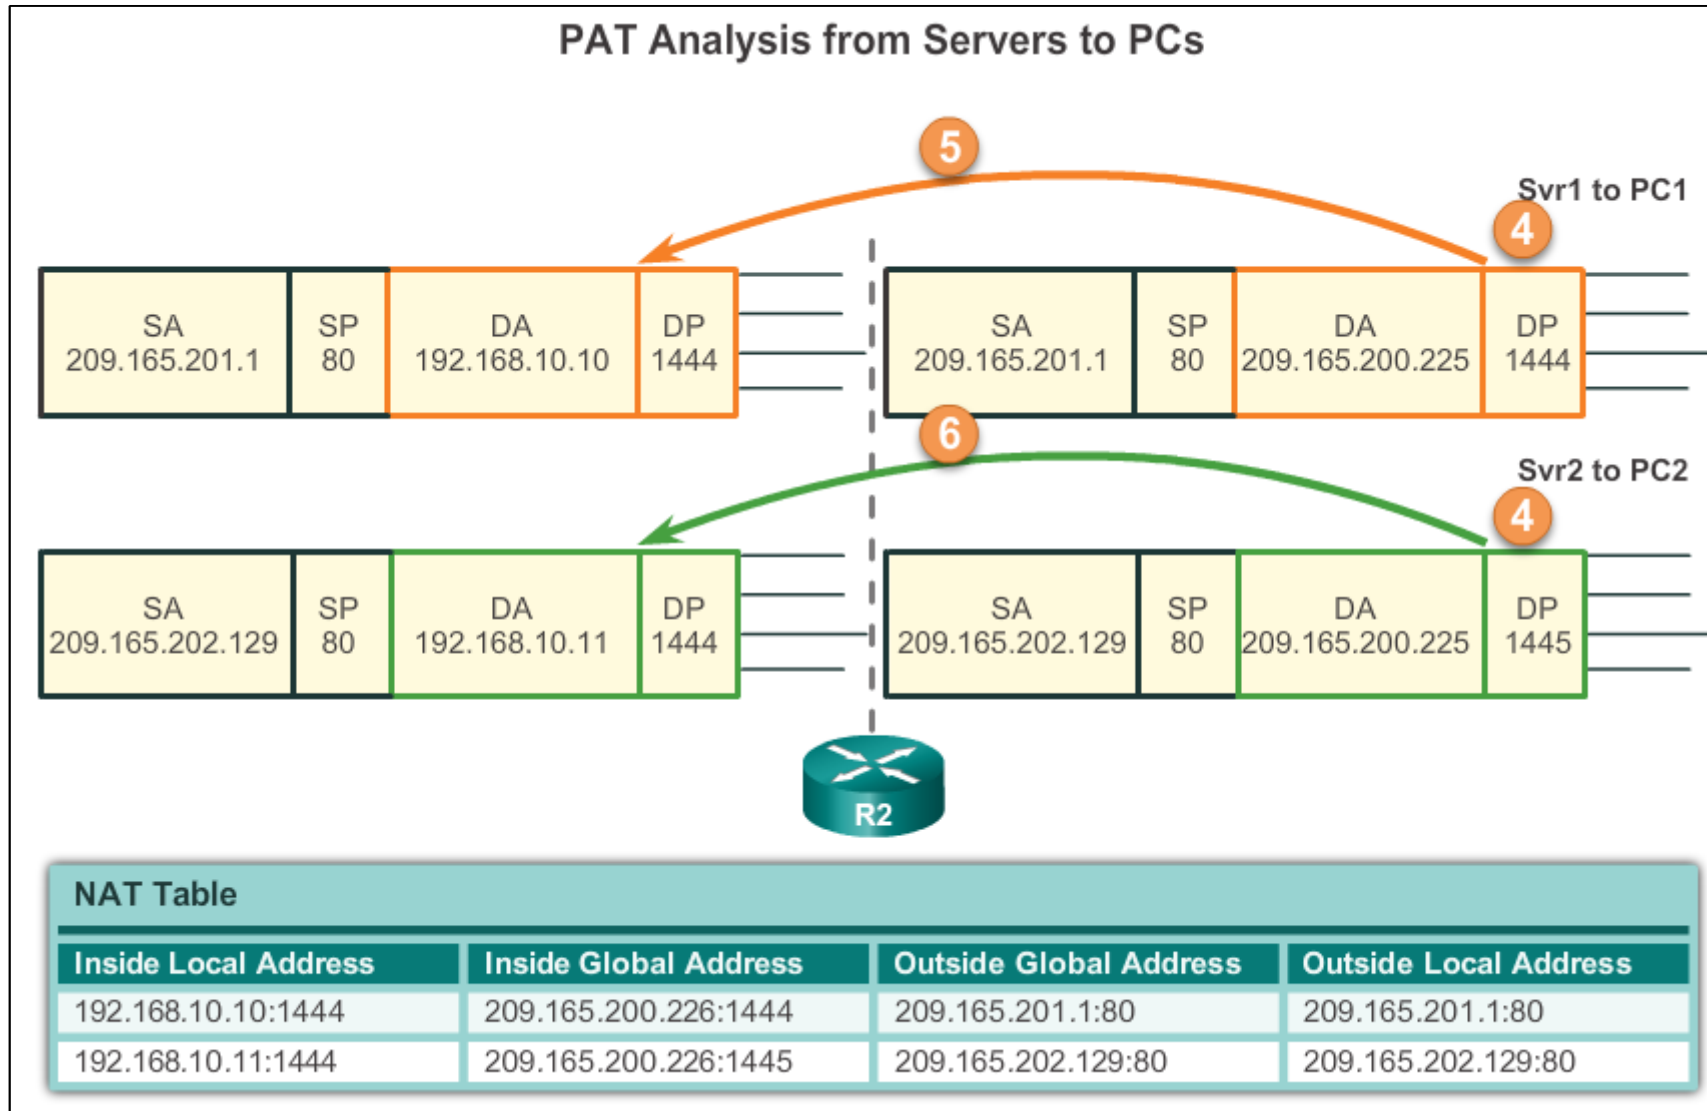 PAT Analysis from Servers to PCs
5
Svr1 to PC1
4
SA
209.165.201.1
SP
80
DA
192.168.10.10
DP
1444
SA
209.165.201.1
SP
80
DA
209.165.200.225
DP
1444
6
Svr2 to PC2
4
SA
209.165.202.129
SP
80
DA
192.168.10.11
DP
1444
SA
209.165.202.129
SP
80
DA
209.165.200.225
DP
1445
R2
NAT Table
Inside Local Address Inside Global Address Outside Global Address Outside Local Address
192.168.10.10:1444 209.165.200.226:1444 209.165.201.1:80 209.165.201.1:80
192.168.10.11:1444 209.165.200.226:1445 209.165.202.129:80 209.165.202.129:80